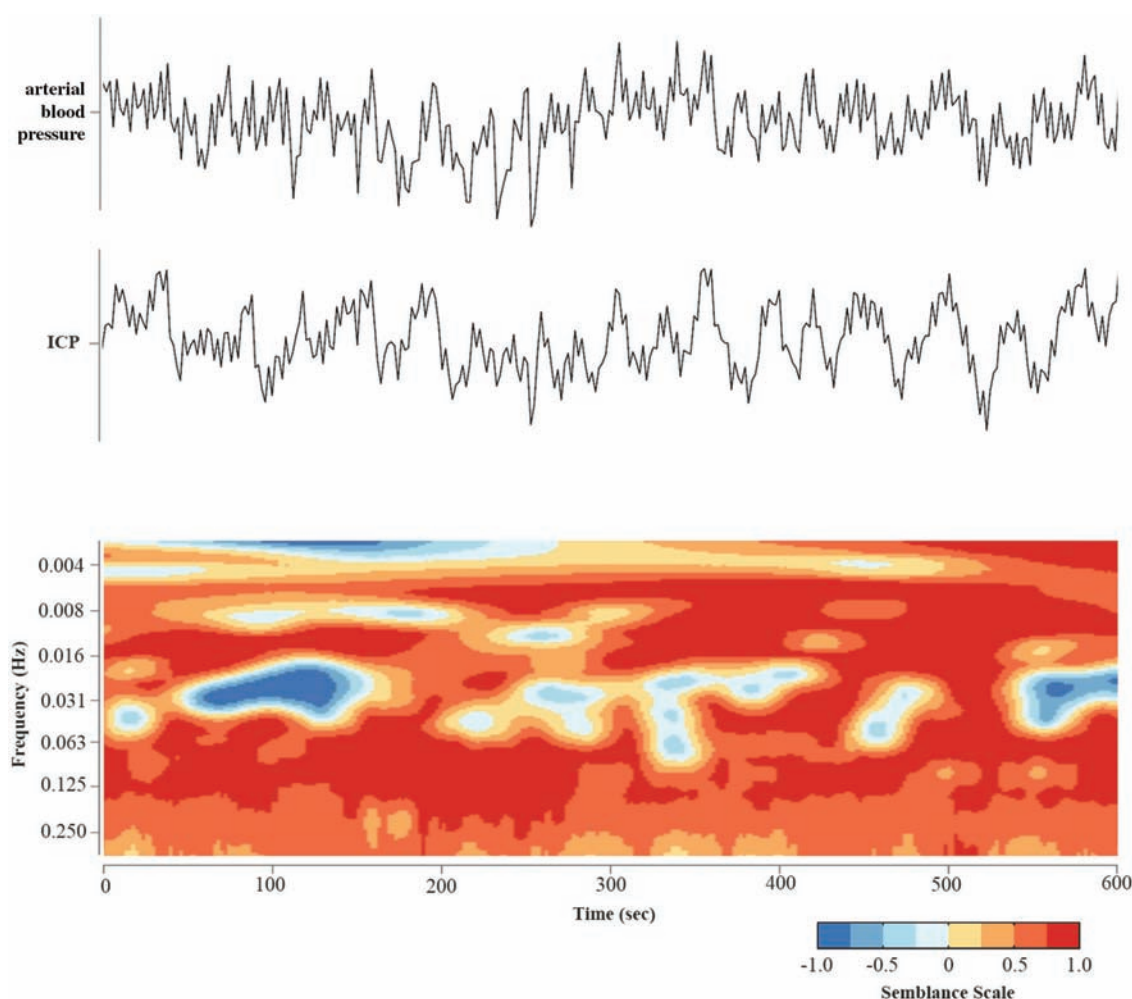 arterial
blood
pressure
ICP
Frequency (Hz)
0.004
0.008
0.016
0.031
0.063
0.125
0.250
0 100 200 300 400 500 600
Time (sec)
-1.0 -0.5 0 0.5 1.0
Semblance Scale